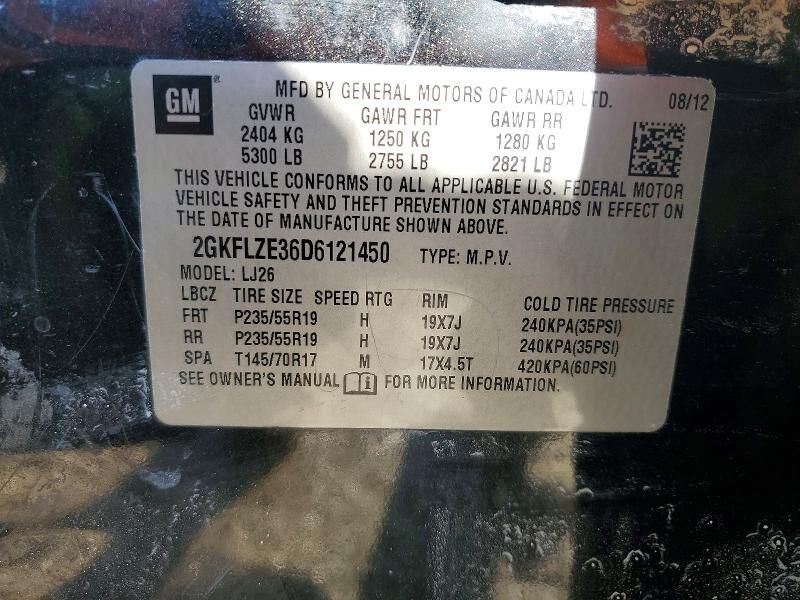 GM® MFD BY GENERAL MOTORS OF CANADA LTD. 08/12
GVWR GAWR FRT GAWR RR
2404 KG 1250 KG 1280 KG
5300 LB 2755 LB 2821 LB
THIS VEHICLE CONFORMS TO ALL APPLICABLE U.S. FEDERAL MOTOR
VEHICLE SAFETY AND THEFT PREVENTION STANDARDS IN EFFECT ON
THE DATE OF MANUFACTURE SHOWN ABOVE.
2GKFLZE36D6121450 TYPE: M.P.V.
MODEL: LJ26
LBCZ TIRE SIZE SPEED RTG RIM COLD TIRE PRESSURE
FRT P235/55R19 H 19X7J 240KPA(35PSI)
RR P235/55R19 H 19X7J 240KPA(35PSI)
SPA T145/70R17 M 17X4.5T 420KPA(60PSI)
SEE OWNER'S MANUAL FOR MORE INFORMATION.